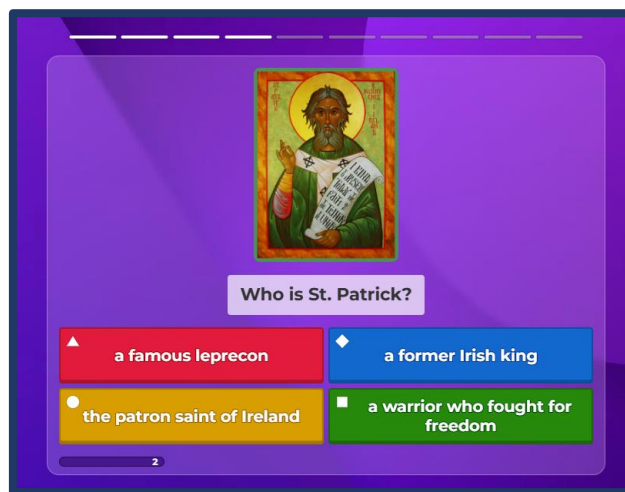 Who is St. Patrick?
a famous leprecon
a former Irish king
the patron saint of Ireland
a warrior who fought for
freedom
2